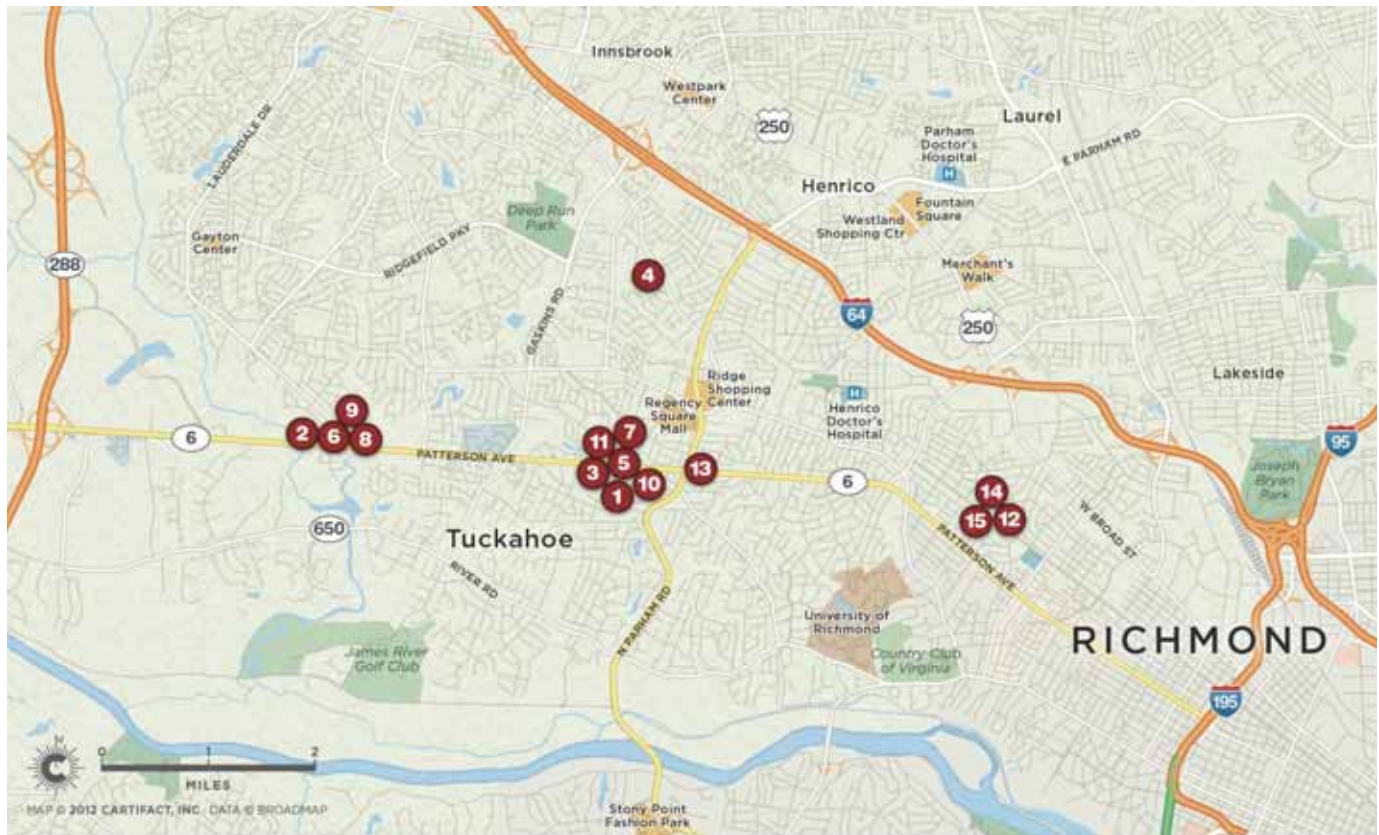 Innsbrook
Westpark
Center
250
Laurel
Parham
Doctor's
Hospital
H
E PARHAM RD
LAUDERDALE DR
Henrico
Fountain
Square
Westland
Shopping Ctr
Deep Run
Park
Gayton
Center
RIDGEFIELD PKY
288
4
Merchant's
Walk
GASKINS RD
64
250
Ridge
Shopping
Center
Lakeside
Regency
Square
Mall
H
Henrico
Doctor's
Hospital
9
2
6
8
6
PATTERSON AVE
7
11
5
3
10
1
13
6
95
Joseph
Bryan
Park
14
15
12
W BROAD ST
PATTERSON AVE
650
Tuckahoe
RIVER RD
N PARHAM RD
University of
Richmond
RICHMOND
James River
Golf Club
Country Club
of Virginia
195
N
C
0 1 2
MILES
MAP © 2012 CARTIFACT, INC. DATA © BROADMAP
Stony Point
Fashion Park